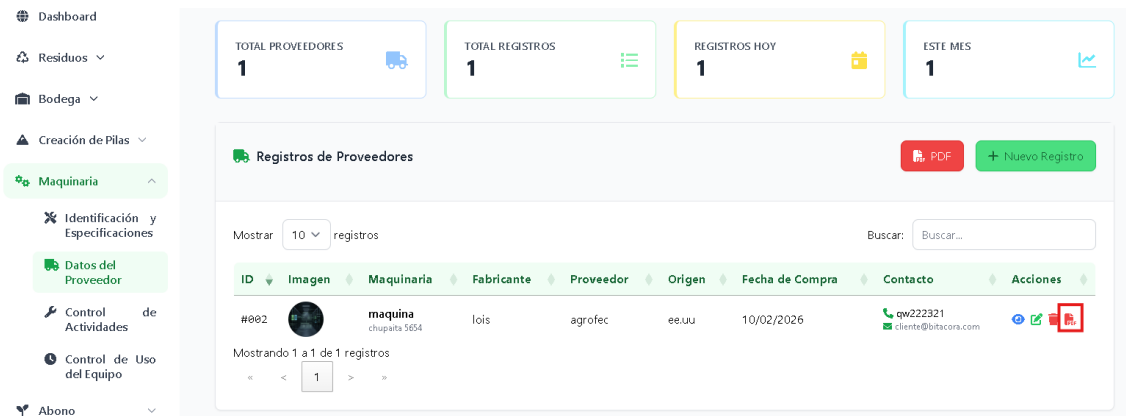 Dashboard
Residuos
Bodega
Creación de Pilas
Maquinaria
Identificación y
Especificaciones
Datos del
Proveedor
Control de
Actividades
Control de Uso
del Equipo
Abono
TOTAL PROVEEDORES
1
TOTAL REGISTROS
1
REGISTROS HOY
1
ESTE MES
1
Registros de Proveedores
PDF
+ Nuevo Registro
Mostrar 10 registros
Buscar: Buscar...
ID Imagen Maquinaria Fabricante Proveedor Origen Fecha de Compra Contacto Acciones
#002 maquina lois agrofec ee.uu 10/02/2026 qw222321
chupaita 5654 cliente@bitacora.com
PDF
Mostrando 1 a 1 de 1 registros
« < 1 > »